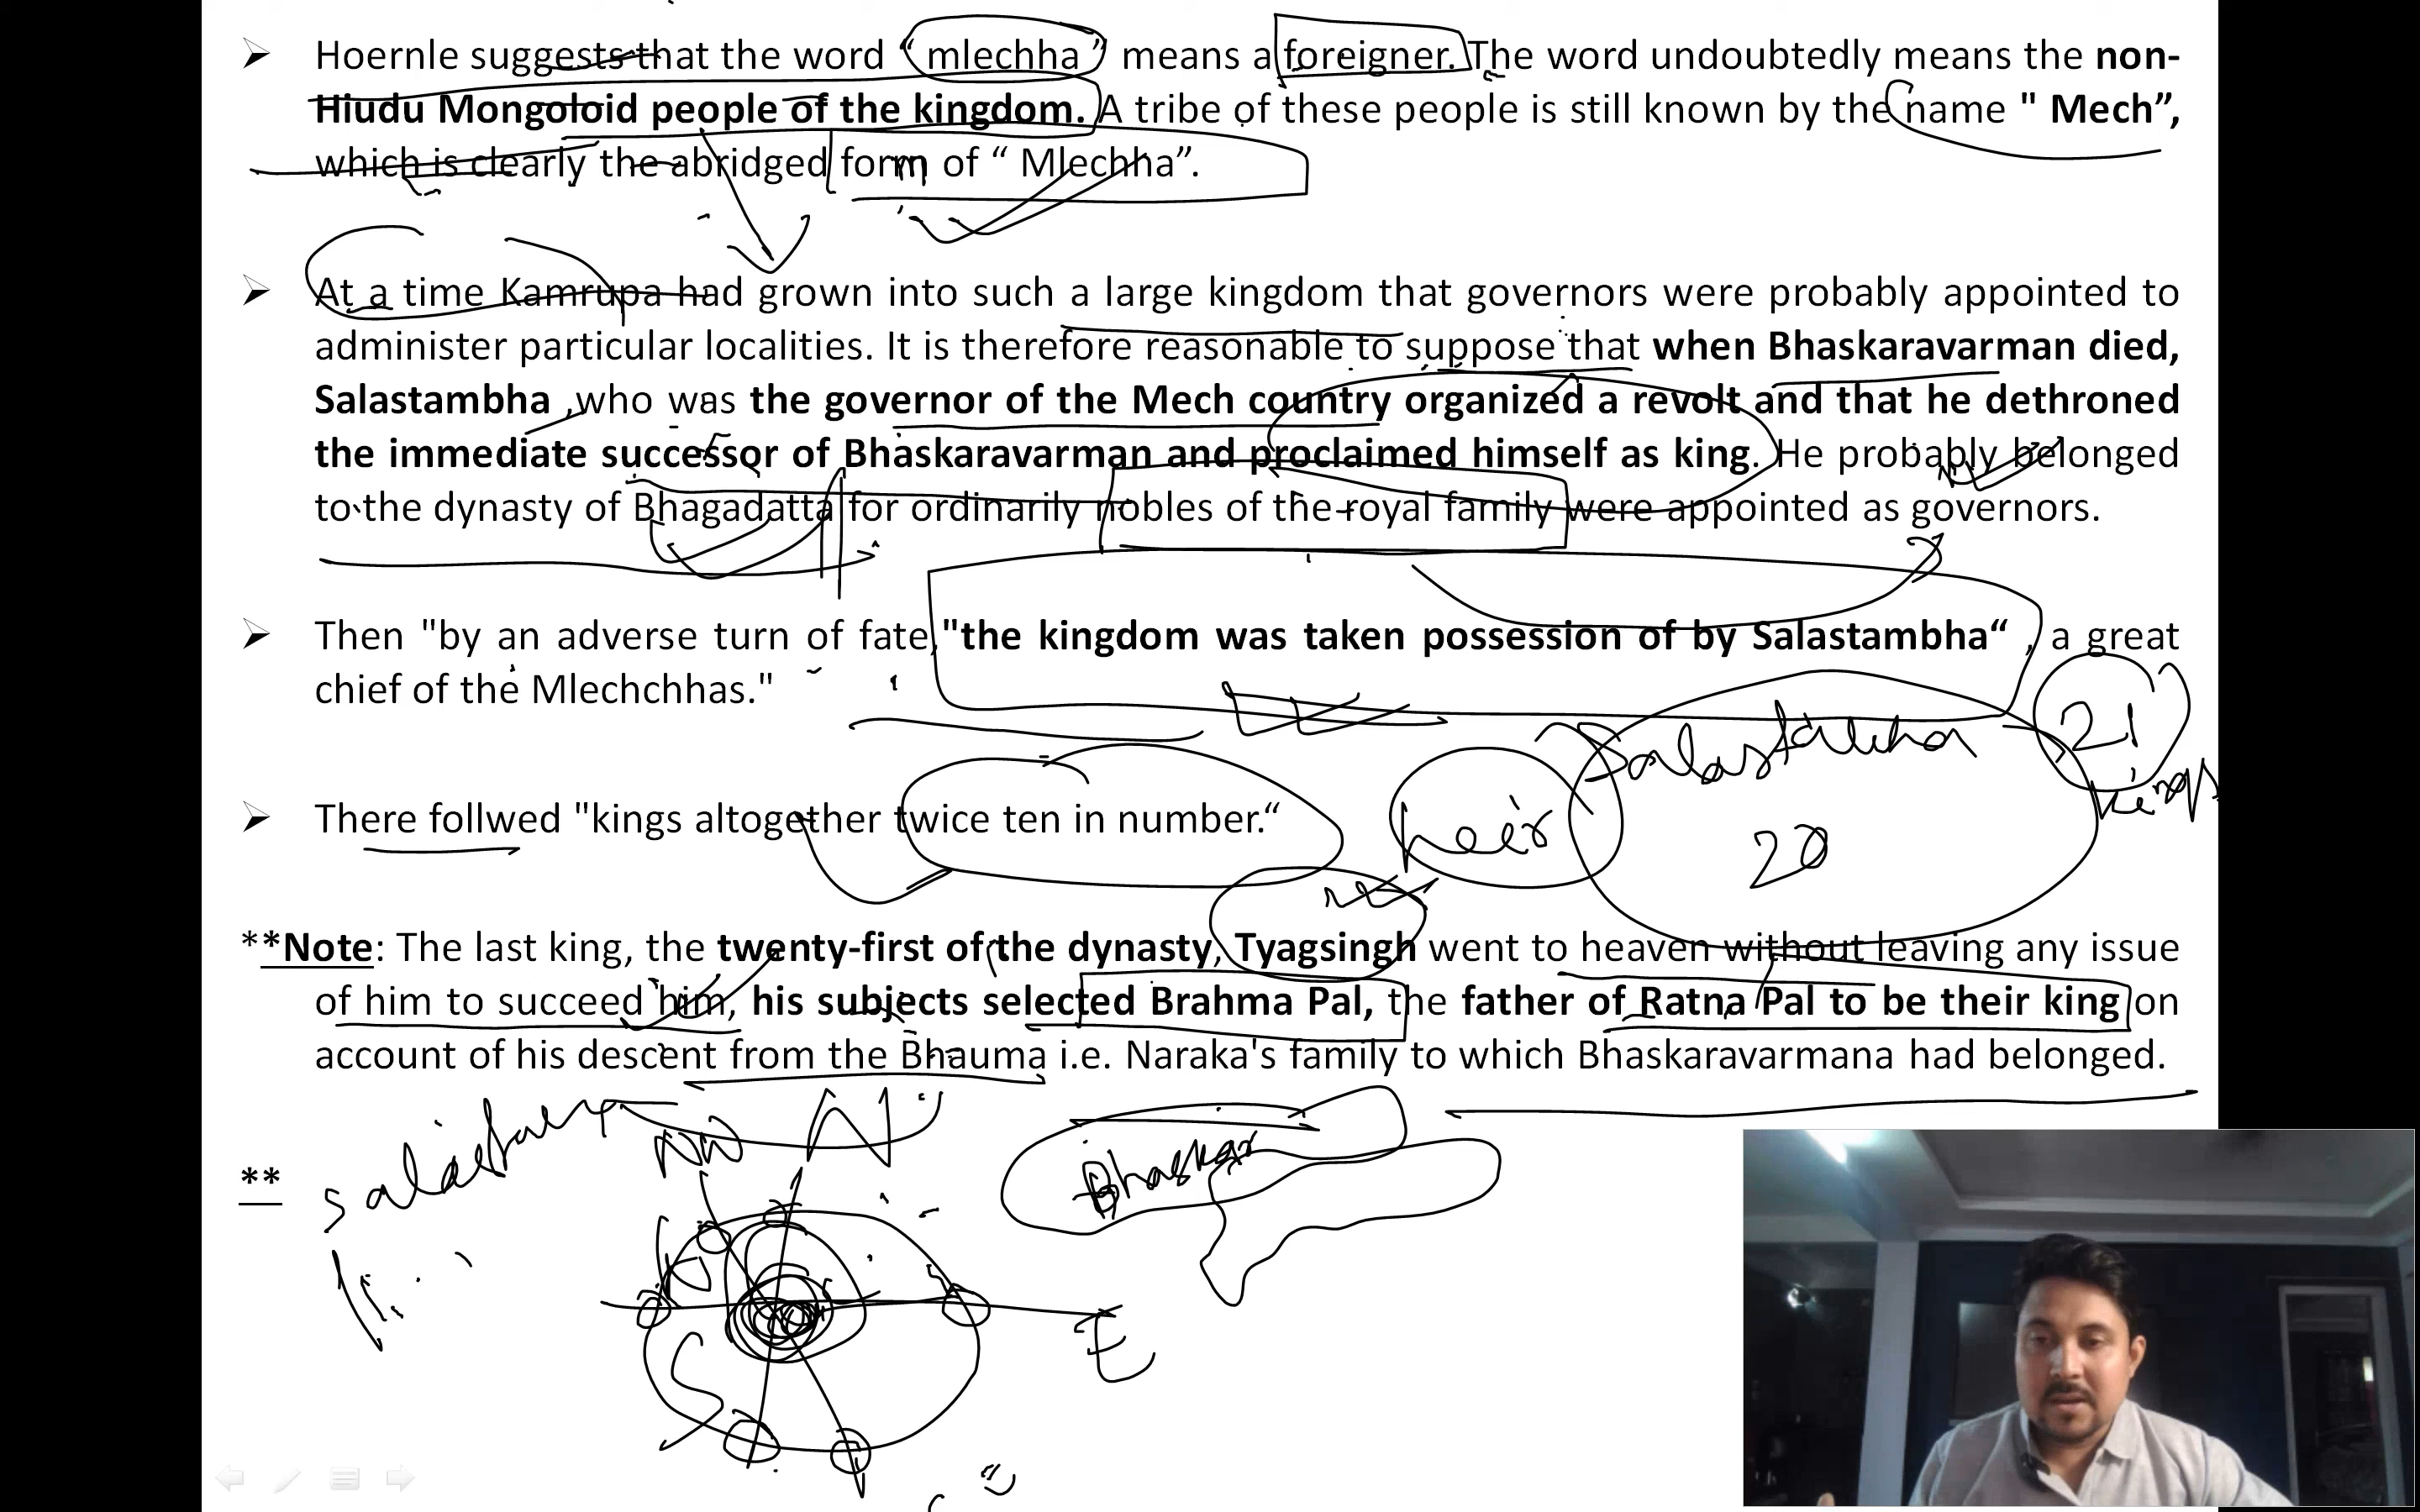 ➢ Hoernle suggests that the word “ mlechha ” means a foreigner. The word undoubtedly means the non-
Hiudu Mongoloid people of the kingdom. A tribe of these people is still known by the name " Mech”,
which is clearly the abridged form of “ Mlechha”.
➢ At a time Kamrupa had grown into such a large kingdom that governors were probably appointed to
administer particular localities. It is therefore reasonable to suppose that when Bhaskaravarman died,
Salastambha ,who was the governor of the Mech country organized a revolt and that he dethroned
the immediate successor of Bhaskaravarman and proclaimed himself as king. He probably belonged
to the dynasty of Bhagadatta for ordinarily nobles of the royal family were appointed as governors.
➢ Then "by an adverse turn of fate,"the kingdom was taken possession of by Salastambha“ , a great
chief of the Mlechchhas."
21
kings
Salastambha
➢ There follwed "kings altogether twice ten in number.“
heir
20
**Note: The last king, the twenty-first of the dynasty, Tyagsingh went to heaven without leaving any issue
of him to succeed him, his subjects selected Brahma Pal, the father of Ratna Pal to be their king on
account of his descent from the Bhauma i.e. Naraka's family to which Bhaskaravarmana had belonged.
NW N
**
Bhaskar
E
S